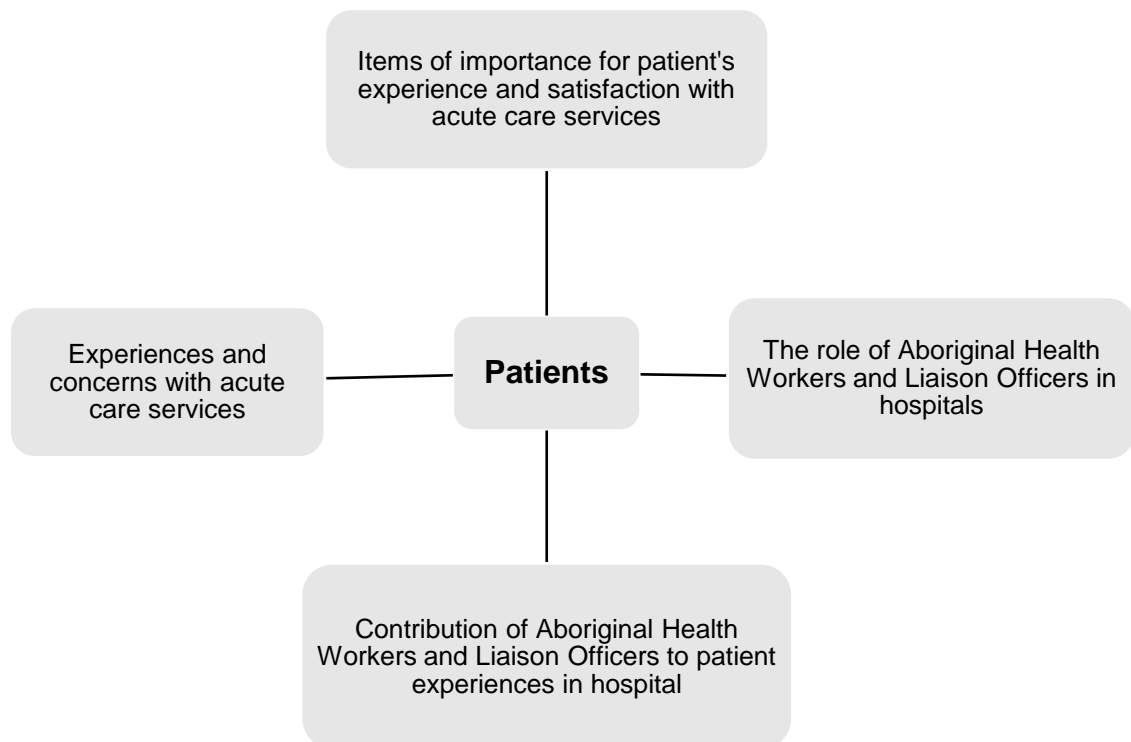 Items of importance for patient's
experience and satisfaction with
acute care services
Experiences and
concerns with acute
care services
Patients
The role of Aboriginal Health
Workers and Liaison Officers in
hospitals
Contribution of Aboriginal Health
Workers and Liaison Officers to patient
experiences in hospital